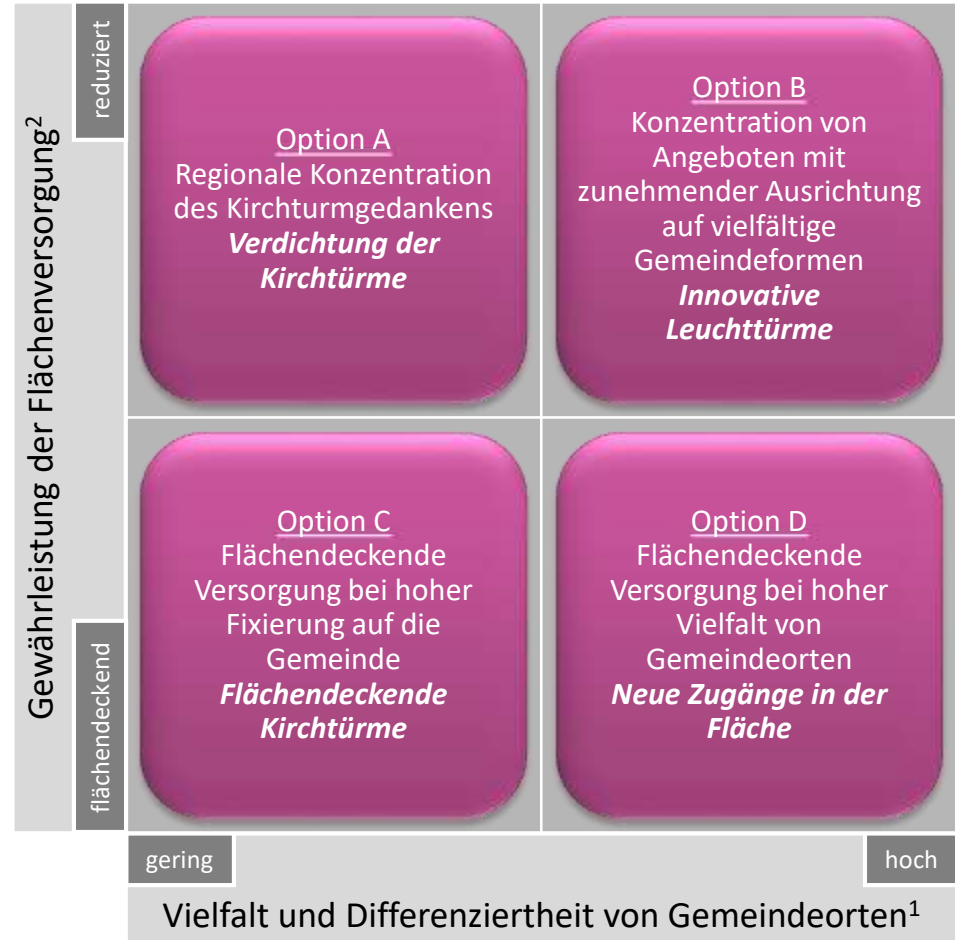 Gewährleistung der Flächenversorgung²
reduziert
flächendeckend
Option A
Regionale Konzentration
des Kirchturmgedankens
Verdichtung der
Kirchtürme
Option B
Konzentration von
Angeboten mit
zunehmender Ausrichtung
auf vielfältige
Gemeindeformen
Innovative
Leuchttürme
Option C
Flächendeckende
Versorgung bei hoher
Fixierung auf die
Gemeinde
Flächendeckende
Kirchtürme
Option D
Flächendeckende
Versorgung bei hoher
Vielfalt von
Gemeindeorten
Neue Zugänge in der
Fläche
gering
hoch
Vielfalt und Differenziertheit von Gemeindeorten¹